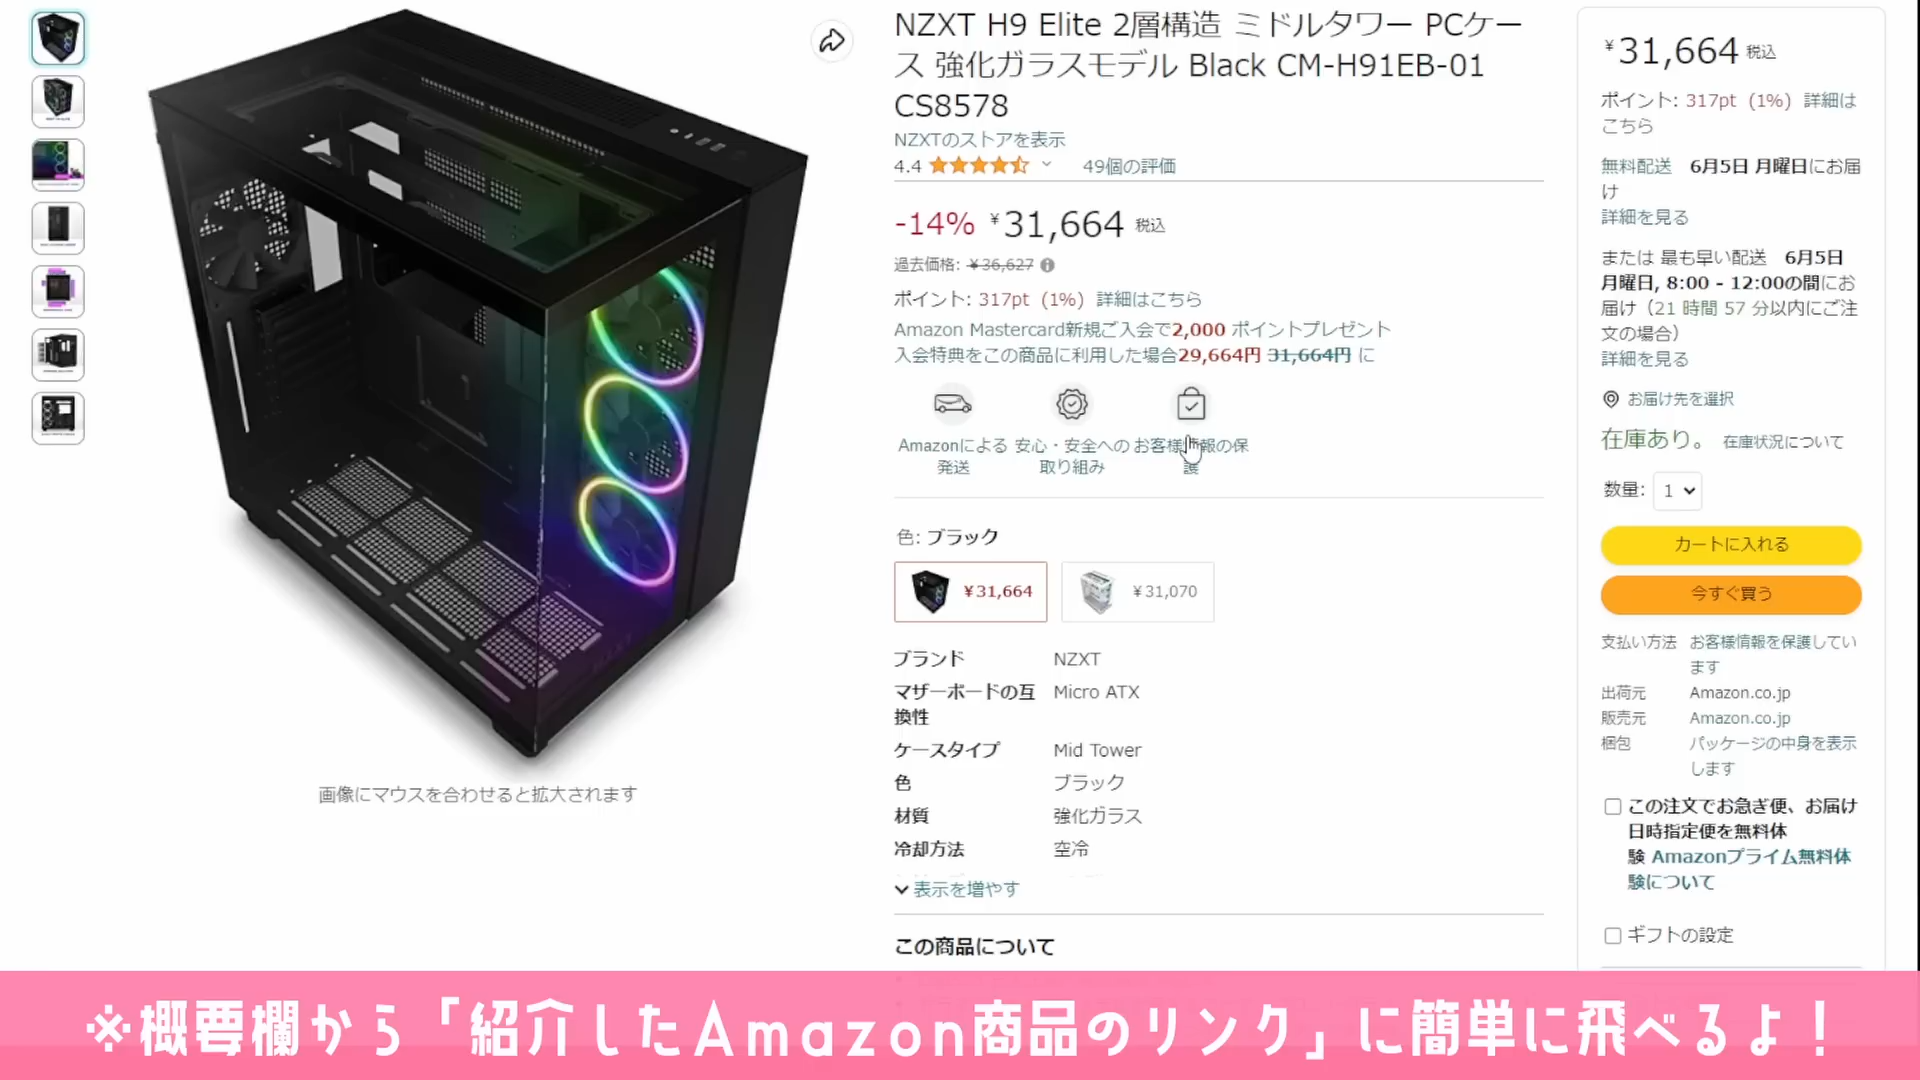 NZXT H9 Elite 2層構造 ミドルタワー PCケー
ス 強化ガラスモデル Black CM-H91EB-01
CS8578
NZXTのストアを表示
4.4 49個の評価
-14% ¥31,664 税込
過去価格: ¥36,627
ポイント: 317pt (1%) 詳細はこちら
Amazon Mastercard新規ご入会で2,000 ポイントプレゼント
入会特典をこの商品に利用した場合29,664円 31,664円 に
Amazonによる
発送
安心・安全への
取り組み
お客様情報の保
護
色: ブラック
¥31,664
¥31,070
ブランド NZXT
マザーボードの互 Micro ATX
換性
ケースタイプ Mid Tower
色 ブラック
材質 強化ガラス
冷却方法 空冷
表示を増やす
この商品について
画像にマウスを合わせると拡大されます
¥31,664 税込
ポイント: 317pt (1%) 詳細は
こちら
無料配送 6月5日 月曜日にお届
け
詳細を見る
または 最も早い配送 6月5日
月曜日, 8:00 - 12:00の間にお
届け（21 時間 57 分以内にご注
文の場合）
詳細を見る
お届け先を選択
在庫あり。 在庫状況について
数量: 1
カートに入れる
今すぐ買う
支払い方法 お客様情報を保護してい
ます
出荷元 Amazon.co.jp
販売元 Amazon.co.jp
梱包 パッケージの中身を表示
します
この注文でお急ぎ便、お届け
日時指定便を無料体
験 Amazonプライム無料体
験について
ギフトの設定
※概要欄から「紹介したAmazon商品のリンク」に簡単に飛べるよ！